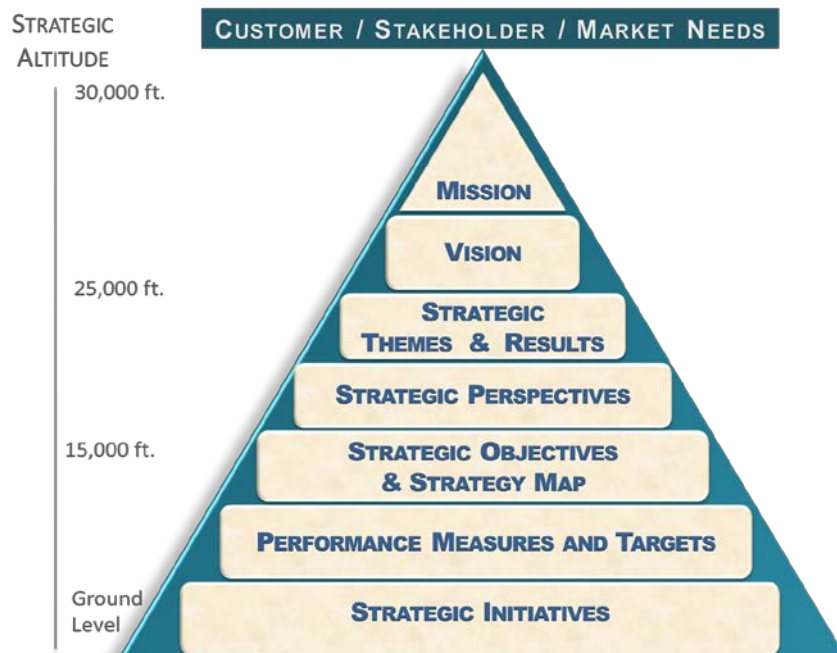 STRATEGIC
ALTITUDE
CUSTOMER / STAKEHOLDER / MARKET NEEDS
30,000 ft.
MISSION
VISION
25,000 ft.
STRATEGIC
THEMES & RESULTS
STRATEGIC PERSPECTIVES
15,000 ft.
STRATEGIC OBJECTIVES
& STRATEGY MAP
PERFORMANCE MEASURES AND TARGETS
Ground
Level
STRATEGIC INITIATIVES